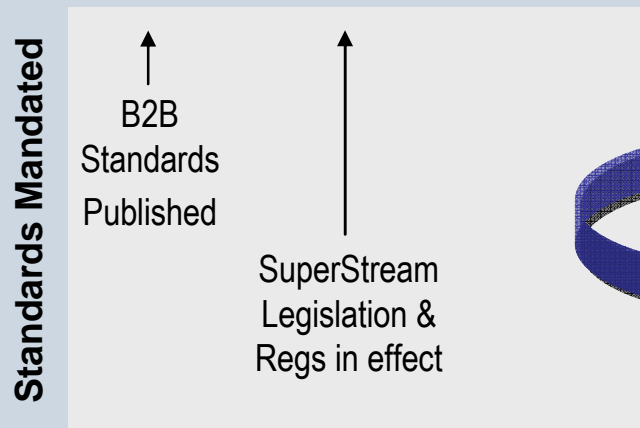 Standards Mandated
B2B
Standards
Published
SuperStream
Legislation &
Regs in effect